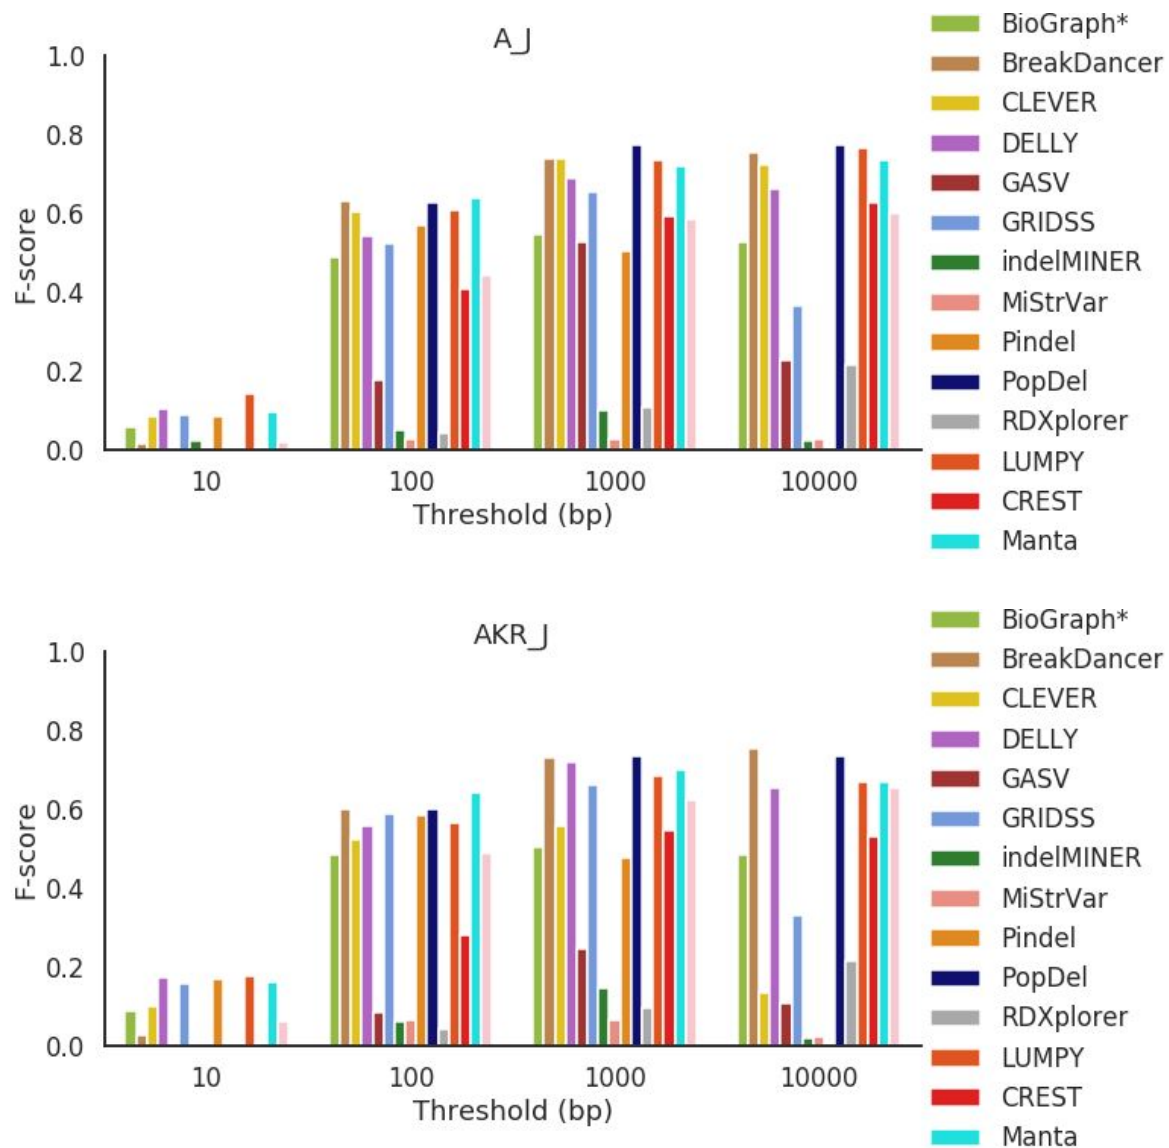 A_J
1.0
0.8
0.6
0.4
0.2
0.0
F-score
10 100 1000 10000
Threshold (bp)
BioGraph*
BreakDancer
CLEVER
DELLY
GASV
GRIDSS
indelMINER
MiStrVar
Pindel
PopDel
RDXplorer
LUMPY
CREST
Manta
AKR_J
1.0
0.8
0.6
0.4
0.2
0.0
F-score
10 100 1000 10000
Threshold (bp)
BioGraph*
BreakDancer
CLEVER
DELLY
GASV
GRIDSS
indelMINER
MiStrVar
Pindel
PopDel
RDXplorer
LUMPY
CREST
Manta